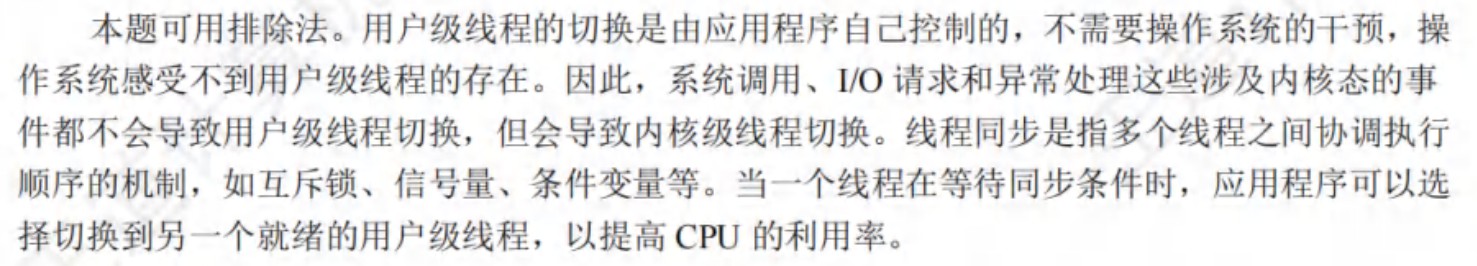 本题可用排除法。用户级线程的切换是由应用程序自己控制的，不需要操作系统的干预，操
作系统感受不到用户级线程的存在。因此，系统调用、I/O 请求和异常处理这些涉及内核态的事
件都不会导致用户级线程切换，但会导致内核级线程切换。线程同步是指多个线程之间协调执行
顺序的机制，如互斥锁、信号量、条件变量等。当一个线程在等待同步条件时，应用程序可以选
择切换到另一个就绪的用户级线程，以提高 CPU 的利用率。